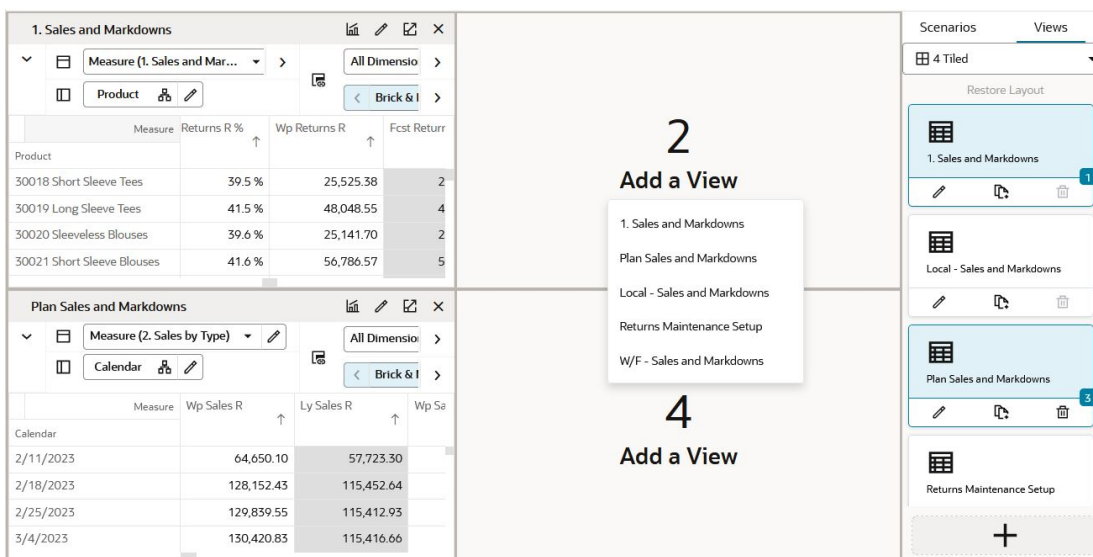 1. Sales and Markdowns
Measure (1. Sales and Mar...
All Dimensio
Product
Brick &
Measure Returns R % Wp Returns R Fcst Returr
Product
30018 Short Sleeve Tees 39.5 % 25,525.38 2
30019 Long Sleeve Tees 41.5 % 48,048.55 4
30020 Sleeveless Blouses 39.6 % 25,141.70 2
30021 Short Sleeve Blouses 41.6 % 56,786.57 5
Plan Sales and Markdowns
Measure (2. Sales by Type)
All Dimensio
Calendar
Brick &
Measure Wp Sales R Ly Sales R Wp Sa
Calendar
2/11/2023 64,650.10 57,723.30
2/18/2023 128,152.43 115,452.64
2/25/2023 129,839.55 115,412.93
3/4/2023 130,420.83 115,416.66
2
Add a View
1. Sales and Markdowns
Plan Sales and Markdowns
Local - Sales and Markdowns
Returns Maintenance Setup
W/F - Sales and Markdowns
4
Add a View
Scenarios Views
4 Tiled
Restore Layout
1. Sales and Markdowns
1
Local - Sales and Markdowns
Plan Sales and Markdowns
3
Returns Maintenance Setup